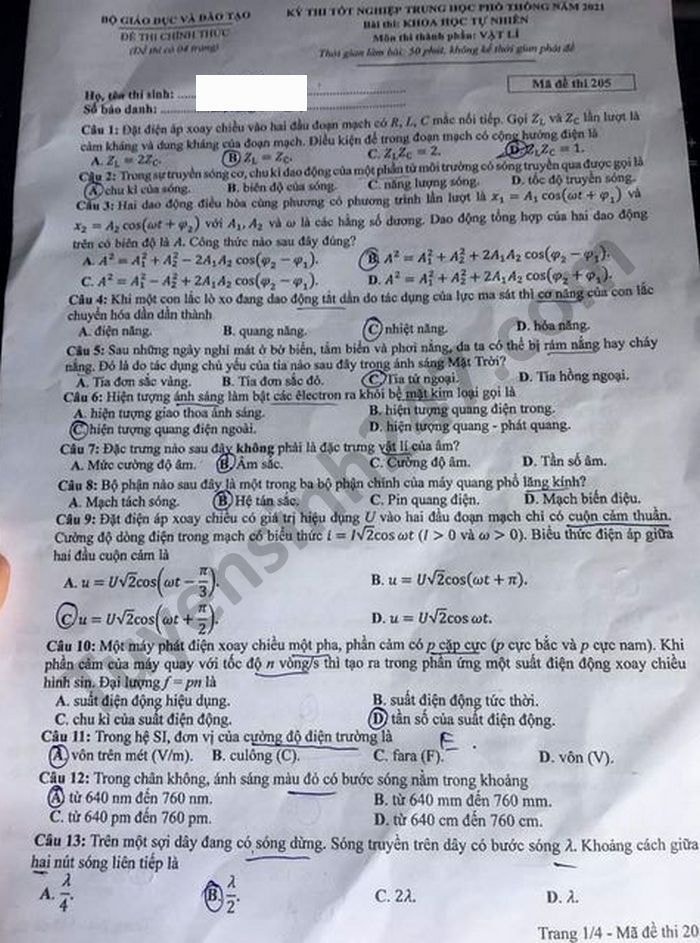 BỘ GIÁO DỤC VÀ ĐÀO TẠO
ĐỀ THI CHÍNH THỨC
(Đề thi có 04 trang)
KỲ THI TỐT NGHIỆP TRUNG HỌC PHỔ THÔNG NĂM 2021
Bài thi: KHOA HỌC TỰ NHIÊN
Môn thi thành phần: VẬT LÍ
Thời gian làm bài: 50 phút, không kể thời gian phát đề
Họ, tên thí sinh:
Số báo danh:
Mã đề thi 205
Câu 1: Đặt điện áp xoay chiều vào hai đầu đoạn mạch có R, L, C mắc nối tiếp. Gọi Z_L và Z_C lần lượt là
cảm kháng và dung kháng của đoạn mạch. Điều kiện để trong đoạn mạch có cộng hưởng điện là
A. Z_L = 2Z_C. B. Z_L = Z_C. C. Z_L Z_C = 2. D. Z_L Z_C = 1.
Câu 2: Trong sự truyền sóng cơ, chu kì dao động của một phần tử môi trường có sóng truyền qua được gọi là
A. chu kì của sóng. B. biên độ của sóng. C. năng lượng sóng. D. tốc độ truyền sóng.
Câu 3: Hai dao động điều hòa cùng phương có phương trình lần lượt là x₁ = A₁ cos(ωt + φ₁) và
x₂ = A₂ cos(ωt + φ₂) với A₁, A₂ và ω là các hằng số dương. Dao động tổng hợp của hai dao động
trên có biên độ là A. Công thức nào sau đây đúng?
A. A² = A₁² + A₂² − 2A₁A₂ cos(φ₂ − φ₁). B. A² = A₁² + A₂² + 2A₁A₂ cos(φ₂ − φ₁).
C. A² = A₁² − A₂² + 2A₁A₂ cos(φ₂ − φ₁). D. A² = A₁² + A₂² + 2A₁A₂ cos(φ₂ + φ₁).
Câu 4: Khi một con lắc lò xo đang dao động tắt dần do tác dụng của lực ma sát thì cơ năng của con lắc
chuyển hóa dần dần thành
A. điện năng. B. quang năng. C. nhiệt năng. D. hóa năng.
Câu 5: Sau những ngày nghỉ mát ở bờ biển, tắm biển và phơi nắng, da ta có thể bị rám nắng hay cháy
nắng. Đó là do tác dụng chủ yếu của tia nào sau đây trong ánh sáng Mặt Trời?
A. Tia đơn sắc vàng. B. Tia đơn sắc đỏ. C. Tia tử ngoại. D. Tia hồng ngoại.
Câu 6: Hiện tượng ánh sáng làm bật các êlectron ra khỏi bề mặt kim loại gọi là
A. hiện tượng giao thoa ánh sáng. B. hiện tượng quang điện trong.
C. hiện tượng quang điện ngoài. D. hiện tượng quang - phát quang.
Câu 7: Đặc trưng nào sau đây không phải là đặc trưng vật lí của âm?
A. Mức cường độ âm. B. Âm sắc. C. Cường độ âm. D. Tần số âm.
Câu 8: Bộ phận nào sau đây là một trong ba bộ phận chính của máy quang phổ lăng kính?
A. Mạch tách sóng. B. Hệ tán sắc. C. Pin quang điện. D. Mạch biến điệu.
Câu 9: Đặt điện áp xoay chiều có giá trị hiệu dụng U vào hai đầu đoạn mạch chỉ có cuộn cảm thuần.
Cường độ dòng điện trong mạch có biểu thức i = I√2cos ωt (I > 0 và ω > 0). Biểu thức điện áp giữa
hai đầu cuộn cảm là
A. u = U√2cos(ωt − π/3). B. u = U√2cos(ωt + π).
C. u = U√2cos(ωt + π/2). D. u = U√2cos ωt.
Câu 10: Một máy phát điện xoay chiều một pha, phần cảm có p cặp cực (p cực bắc và p cực nam). Khi
phần cảm của máy quay với tốc độ n vòng/s thì tạo ra trong phần ứng một suất điện động xoay chiều
hình sin. Đại lượng f = pn là
A. suất điện động hiệu dụng. B. suất điện động tức thời.
C. chu kì của suất điện động. D. tần số của suất điện động.
Câu 11: Trong hệ SI, đơn vị của cường độ điện trường là E
A. vôn trên mét (V/m). B. culông (C). C. fara (F). D. vôn (V).
Câu 12: Trong chân không, ánh sáng màu đỏ có bước sóng nằm trong khoảng
A. từ 640 nm đến 760 nm. B. từ 640 mm đến 760 mm.
C. từ 640 pm đến 760 pm. D. từ 640 cm đến 760 cm.
Câu 13: Trên một sợi dây đang có sóng dừng. Sóng truyền trên dây có bước sóng λ. Khoảng cách giữa
hai nút sóng liên tiếp là
A. λ/4. B. λ/2. C. 2λ. D. λ.
Trang 1/4 - Mã đề thi 20